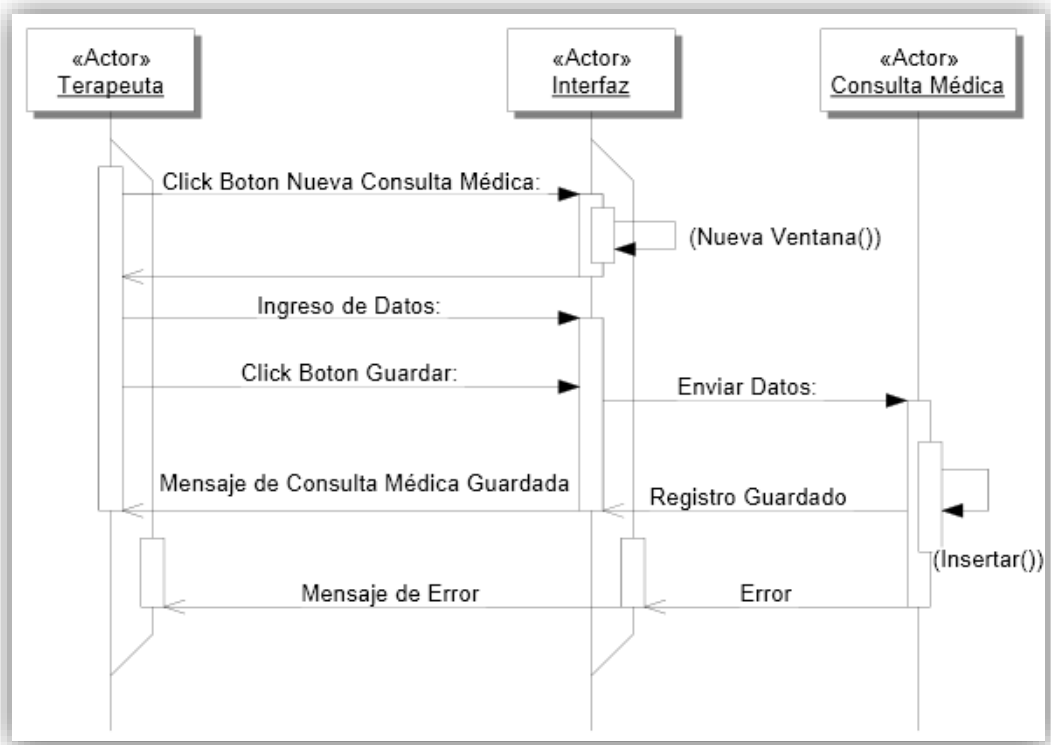 «Actor»
Terapeuta
«Actor»
Interfaz
«Actor»
Consulta Médica
Click Boton Nueva Consulta Médica:
(Nueva Ventana())
Ingreso de Datos:
Click Boton Guardar:
Enviar Datos:
Mensaje de Consulta Médica Guardada
Registro Guardado
(Insertar())
Mensaje de Error
Error